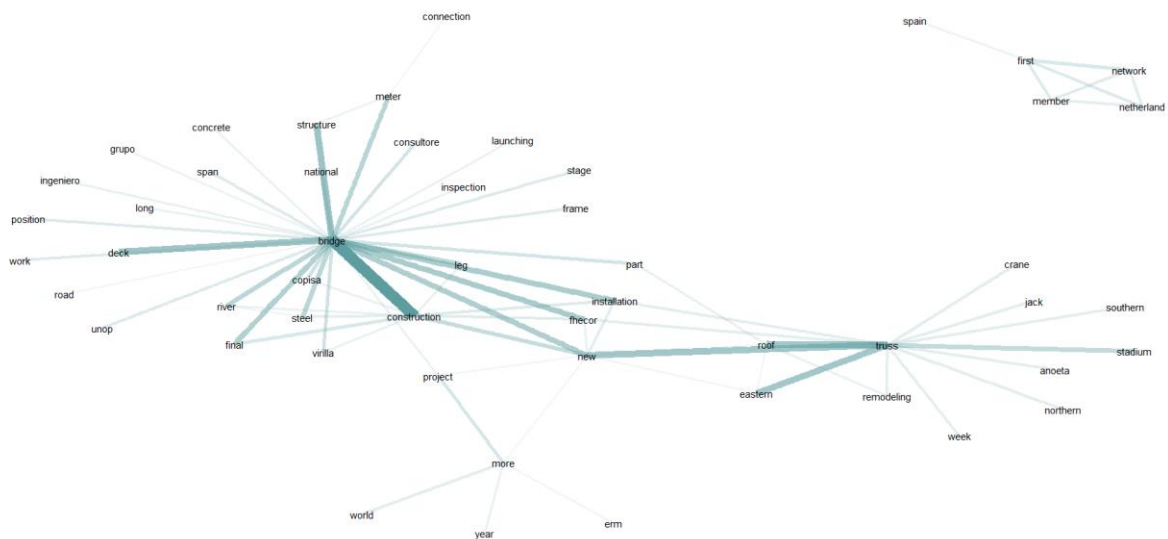 connection
spain
first
network
member
netherland
meter
structure
concrete
consultore
launching
grupo
span
national
stage
ingeniero
inspection
long
frame
position
bridge
deck
work
leg
part
crane
copisa
road
installation
jack
river
southern
steel
construction
fhecor
unop
final
virilla
new
roof
truss
stadium
anoeta
project
eastern
remodeling
northern
week
more
world
erm
year